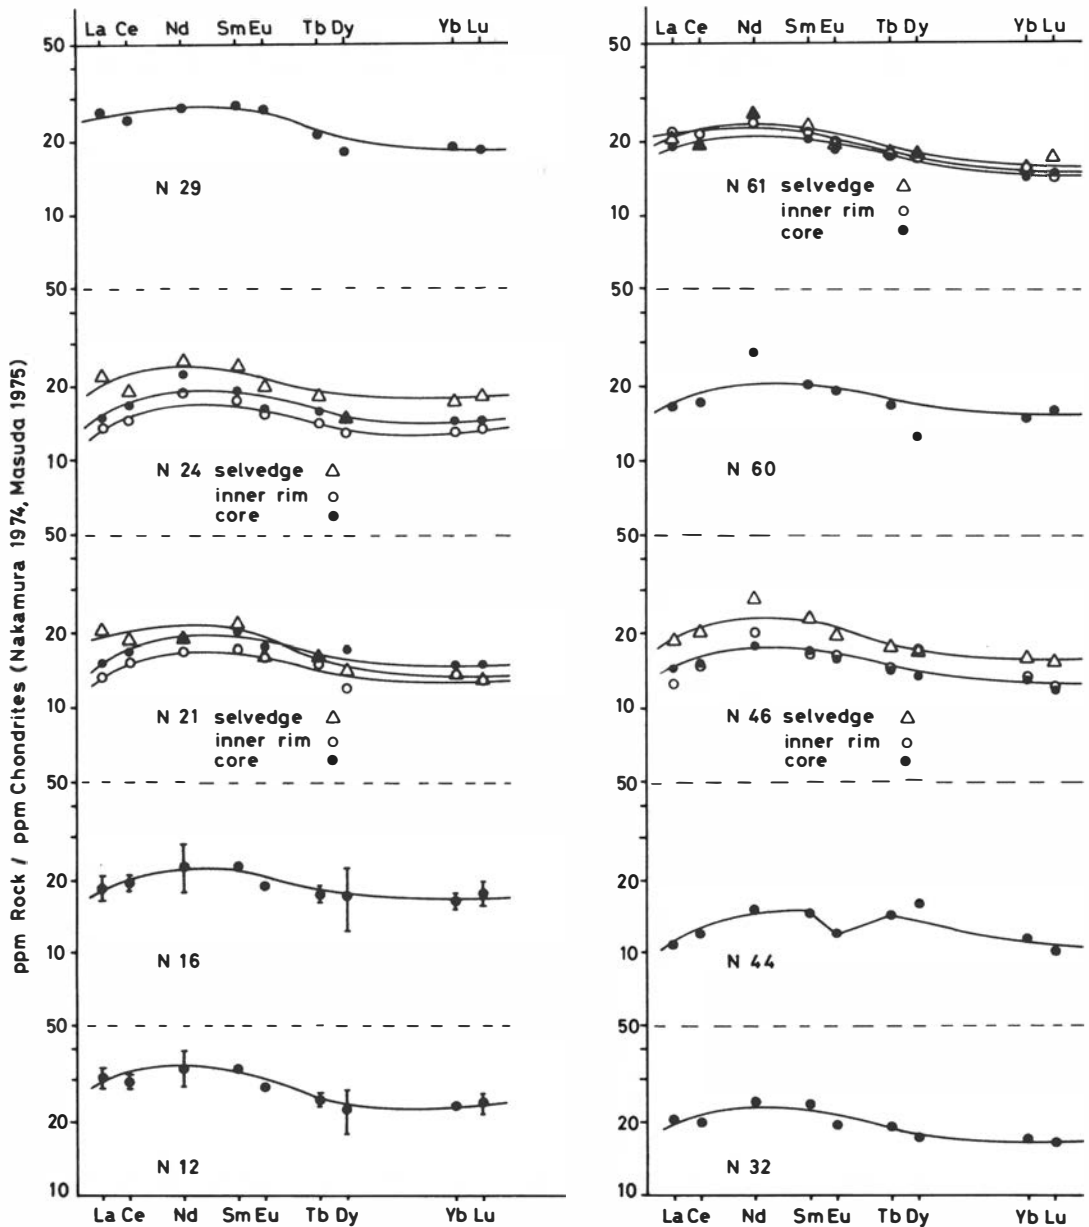 La Ce Nd Sm Eu Tb Dy Yb Lu
50
20
N 29
10
50
20
10
N 24 selvedge
inner rim
core
50
20
10
N 21 selvedge
inner rim
core
50
20
10
N 16
50
20
N 12
10
La Ce Nd Sm Eu Tb Dy Yb Lu
ppm Rock / ppm Chondrites (Nakamura 1974, Masuda 1975)
La Ce Nd Sm Eu Tb Dy Yb Lu
50
20
N 61 selvedge
inner rim
core
10
50
20
10
N 60
50
20
10
N 46 selvedge
inner rim
core
50
20
10
N 44
50
20
N 32
10
La Ce Nd Sm Eu Tb Dy Yb Lu